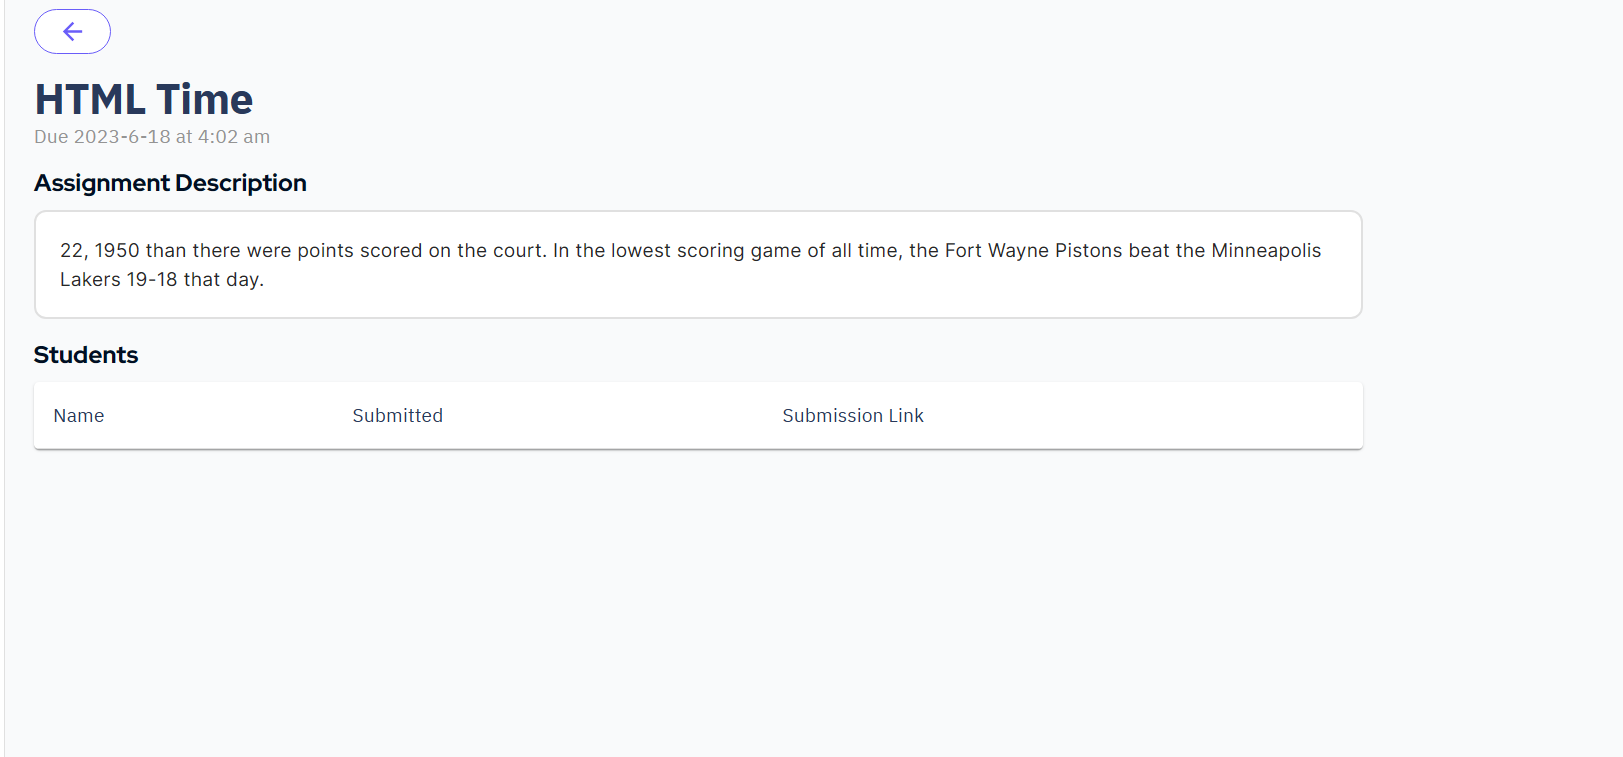 HTML Time
Due 2023-6-18 at 4:02 am
Assignment Description
22, 1950 than there were points scored on the court. In the lowest scoring game of all time, the Fort Wayne Pistons beat the Minneapolis
Lakers 19-18 that day.
Students
Name Submitted Submission Link